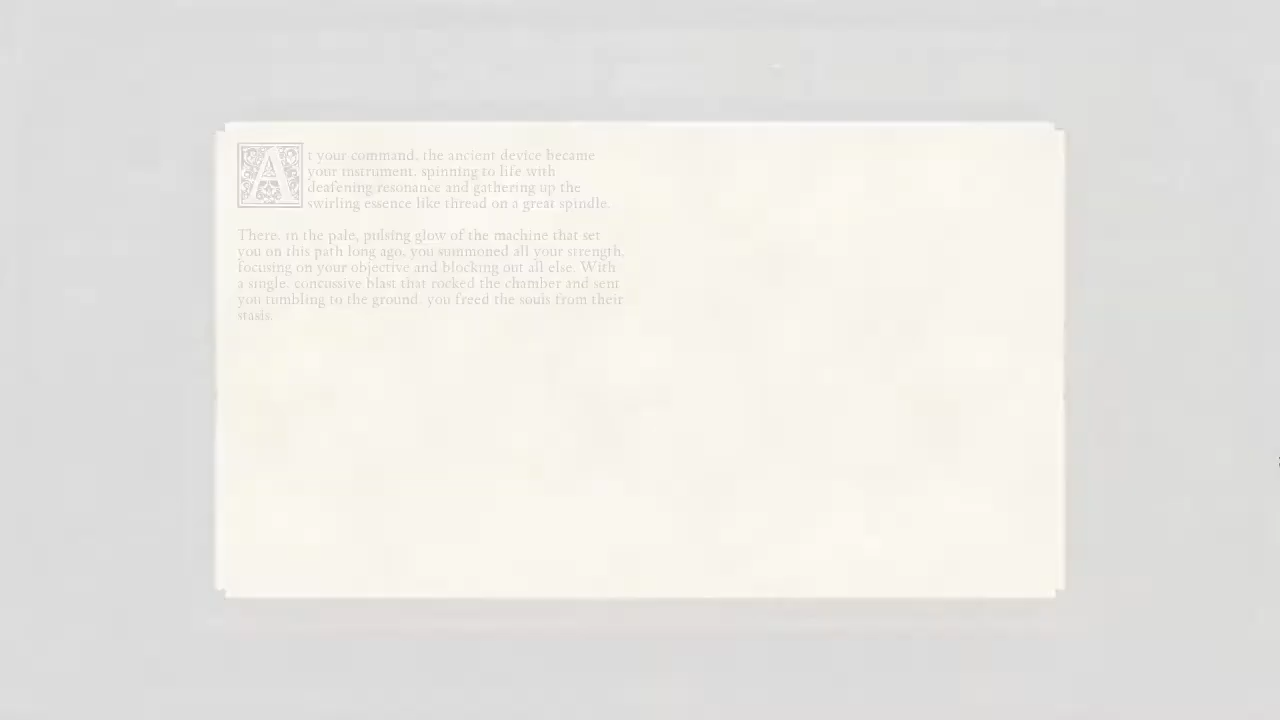 At your command, the ancient device became
your instrument, spinning to life with
deafening resonance and gathering up the
swirling essence like thread on a great spindle.
There, in the pale, pulsing glow of the machine that set
you on this path long ago, you summoned all your strength,
focusing on your objective and blocking out all else. With
a single, concussive blast that rocked the chamber and sent
you tumbling to the ground, you freed the souls from their
stasis.